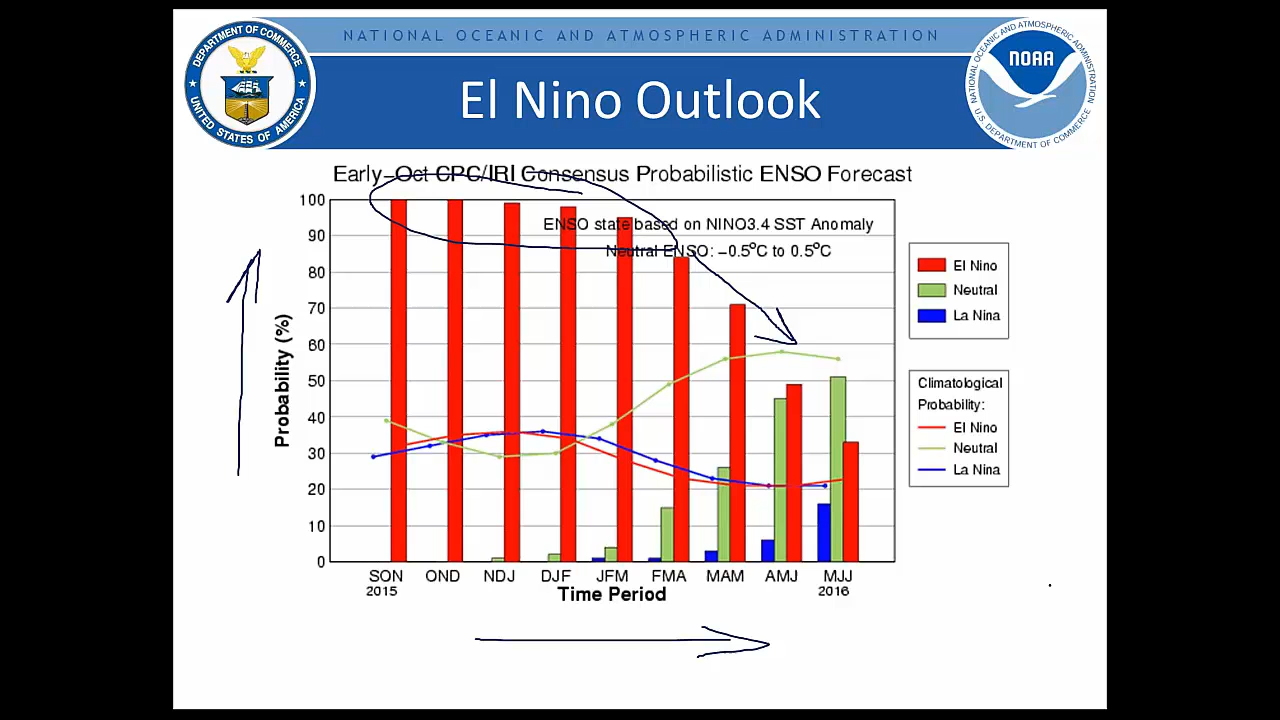 NATIONAL OCEANIC AND ATMOSPHERIC ADMINISTRATION
DEPARTMENT OF COMMERCE
UNITED STATES OF AMERICA
El Nino Outlook
NATIONAL OCEANIC AND ATMOSPHERIC ADMINISTRATION
NOAA
U.S. DEPARTMENT OF COMMERCE
Early-Oct CPC/IRI Consensus Probabilistic ENSO Forecast
ENSO state based on NINO3.4 SST Anomaly
Neutral ENSO: -0.5°C to 0.5°C
Probability (%)
100
90
80
70
60
50
40
30
20
10
0
SON OND NDJ DJF JFM FMA MAM AMJ MJJ
2015 2016
Time Period
El Nino
Neutral
La Nina
Climatological
Probability:
El Nino
Neutral
La Nina